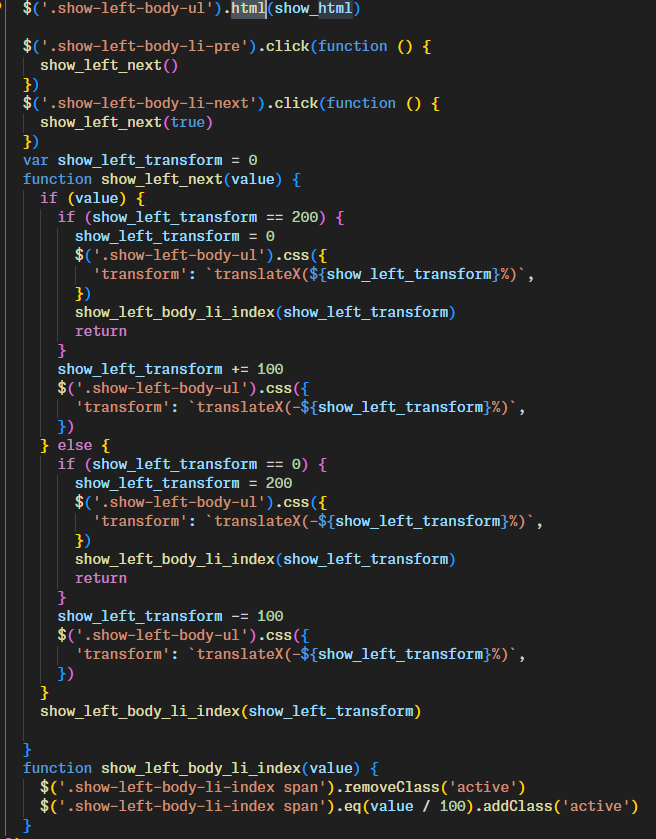 $('.show-left-body-ul').html(show_html)
$('.show-left-body-li-pre').click(function () {
show_left_next()
})
$('.show-left-body-li-next').click(function () {
show_left_next(true)
})
var show_left_transform = 0
function show_left_next(value) {
if (value) {
if (show_left_transform == 200) {
show_left_transform = 0
$('.show-left-body-ul').css({
'transform': `translateX(${show_left_transform}%)`,
})
show_left_body_li_index(show_left_transform)
return
}
show_left_transform += 100
$('.show-left-body-ul').css({
'transform': `translateX(-${show_left_transform}%)`,
})
} else {
if (show_left_transform == 0) {
show_left_transform = 200
$('.show-left-body-ul').css({
'transform': `translateX(-${show_left_transform}%)`,
})
show_left_body_li_index(show_left_transform)
return
}
show_left_transform -= 100
$('.show-left-body-ul').css({
'transform': `translateX(-${show_left_transform}%)`,
})
}
show_left_body_li_index(show_left_transform)
}
function show_left_body_li_index(value) {
$('.show-left-body-li-index span').removeClass('active')
$('.show-left-body-li-index span').eq(value / 100).addClass('active')
}